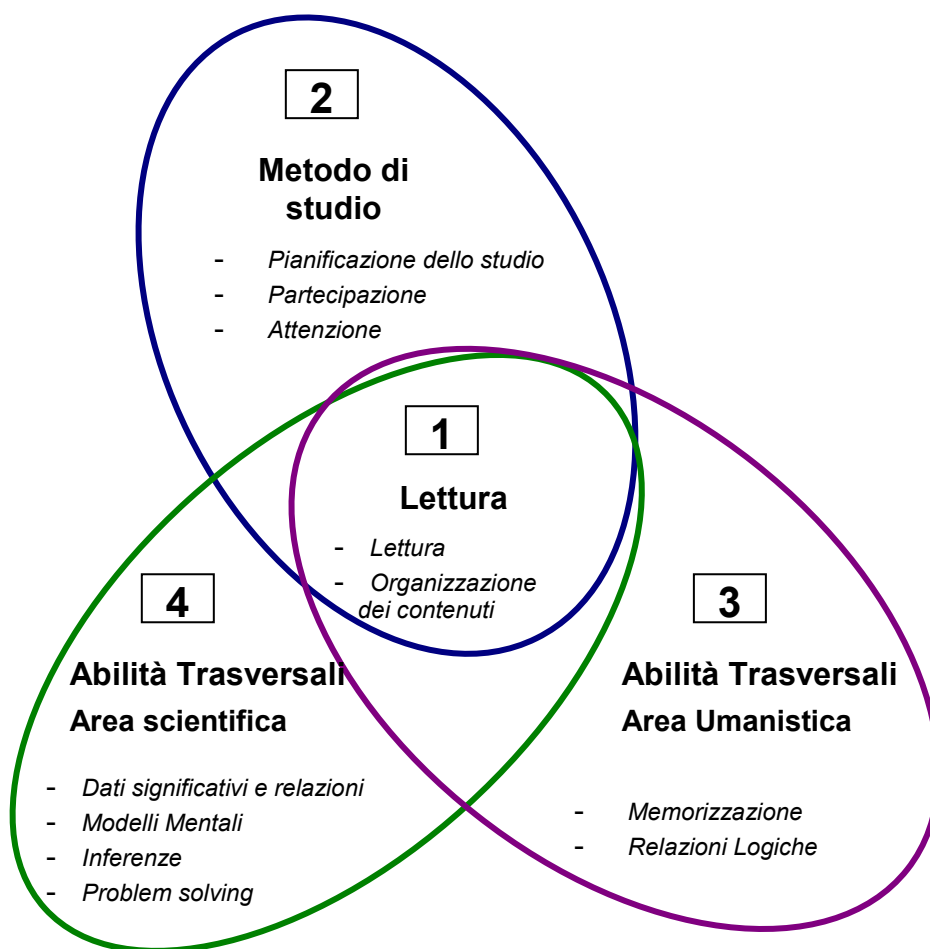 2
Metodo di
studio
- Pianificazione dello studio
- Partecipazione
- Attenzione
1
Lettura
- Lettura
- Organizzazione
dei contenuti
4
Abilità Trasversali
Area scientifica
- Dati significativi e relazioni
- Modelli Mentali
- Inferenze
- Problem solving
3
Abilità Trasversali
Area Umanistica
- Memorizzazione
- Relazioni Logiche